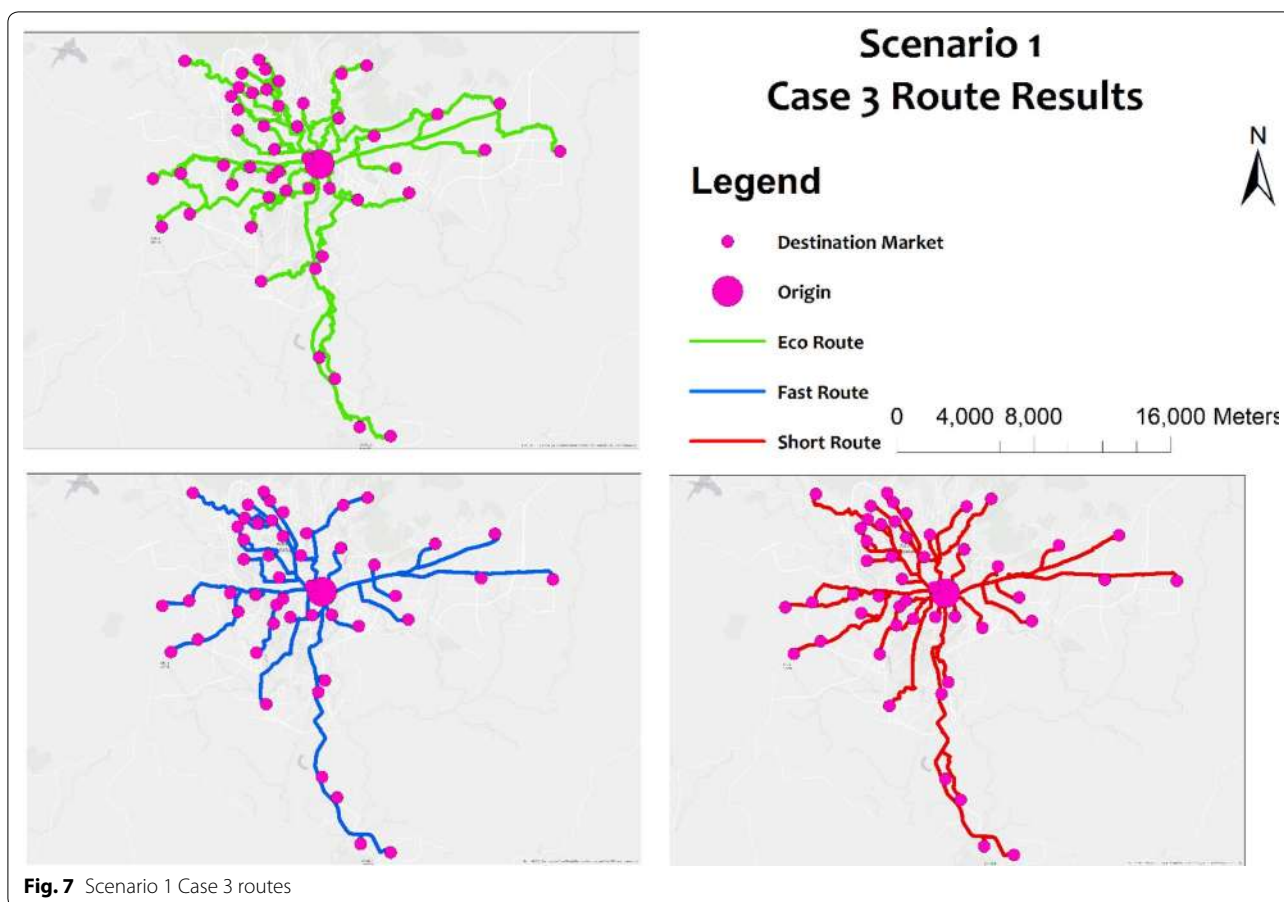 Scenario 1
Case 3 Route Results
N
Legend
Destination Market
Origin
Eco Route
Fast Route
Short Route
0 4,000 8,000 16,000 Meters
Fig. 7 Scenario 1 Case 3 routes